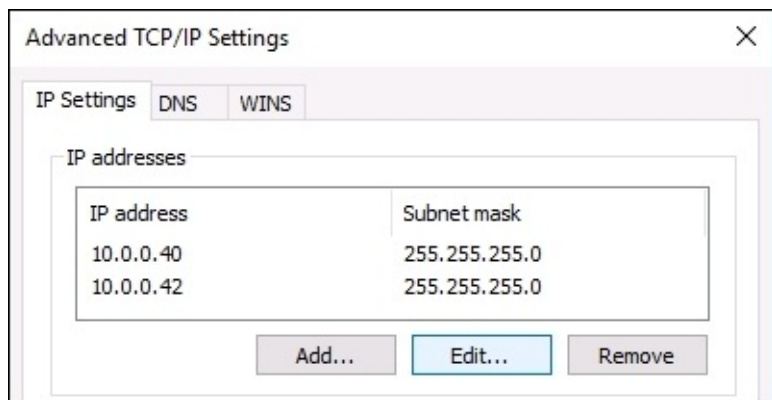 Advanced TCP/IP Settings
IP Settings DNS WINS
IP addresses
IP address Subnet mask
10.0.0.40 255.255.255.0
10.0.0.42 255.255.255.0
Add... Edit... Remove